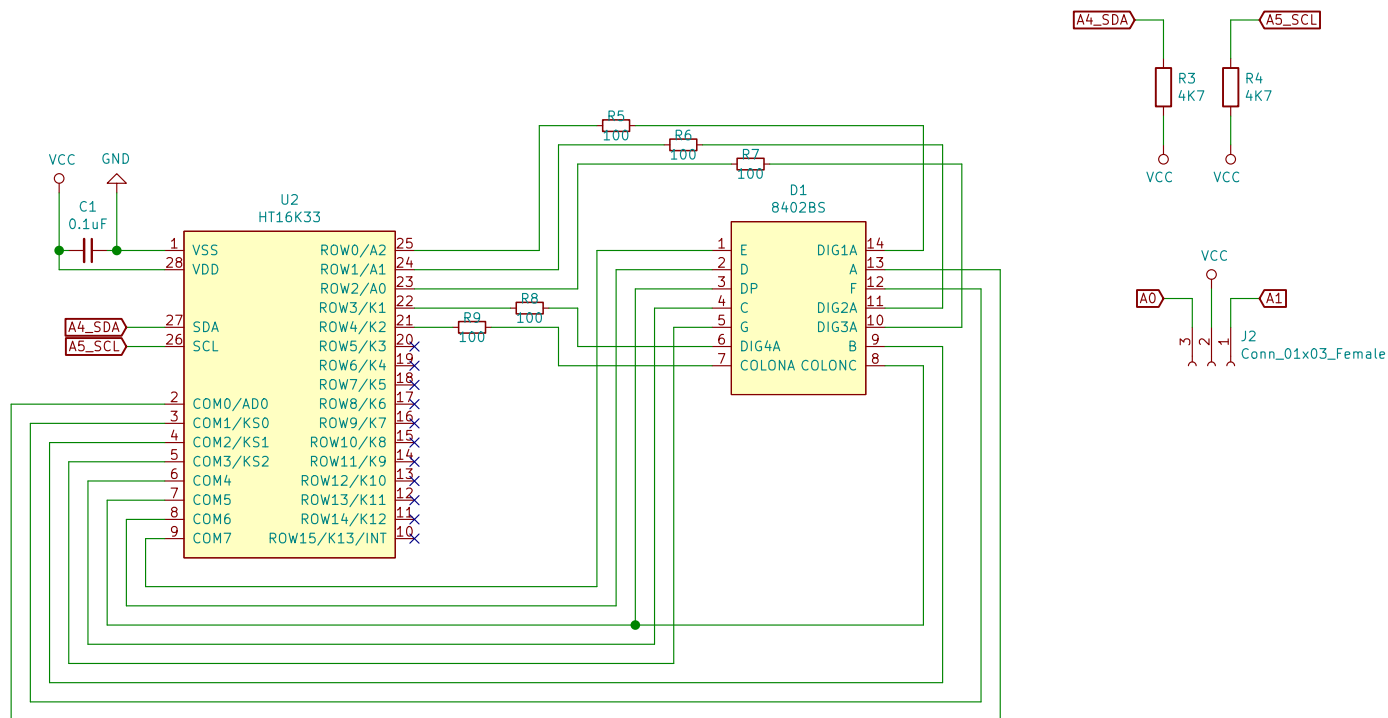 A4_SDA
A5_SCL
R3
4K7
R4
4K7
VCC
VCC
R5
100
R6
100
R7
100
VCC
GND
C1
0.1uF
U2
HT16K33
1 VSS
28 VDD
27 SDA
26 SCL
A4_SDA
A5_SCL
2 COM0/AD0
3 COM1/KS0
4 COM2/KS1
5 COM3/KS2
6 COM4
7 COM5
8 COM6
9 COM7
ROW0/A2 25
ROW1/A1 24
ROW2/A0 23
ROW3/K1 22
ROW4/K2 21
ROW5/K3 20
ROW6/K4 19
ROW7/K5 18
ROW8/K6 17
ROW9/K7 16
ROW10/K8 15
ROW11/K9 14
ROW12/K10 13
ROW13/K11 12
ROW14/K12 11
ROW15/K13/INT 10
R8
100
R9
100
D1
8402BS
1 E
2 D
3 DP
4 C
5 G
6 DIG4A
7 COLONA
DIG1A 14
A 13
F 12
DIG2A 11
DIG3A 10
B 9
COLONC 8
VCC
A0
A1
3
2
1
J2
Conn_01x03_Female